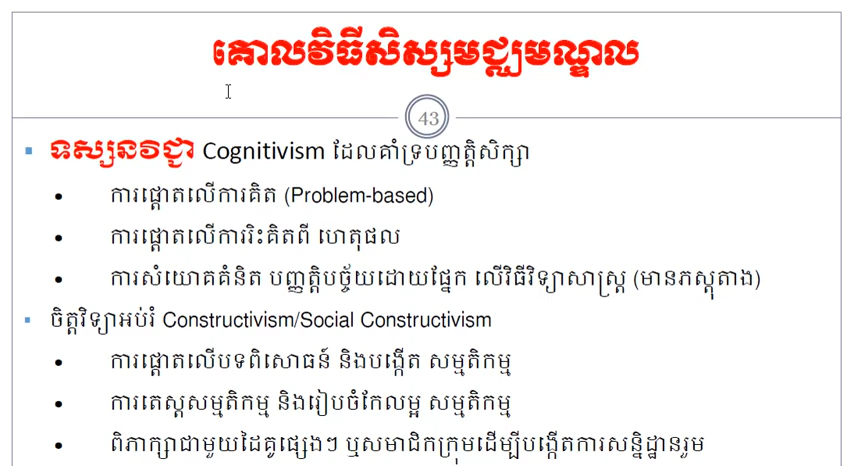 គោលវិធីសិស្សមជ្ឈមណ្ឌល
43
ទស្សនវិជ្ជា Cognitivism ដែលគាំទ្របញ្ញត្តិសិក្សា
ការផ្តោតលើការគិត (Problem-based)
ការផ្តោតលើការរិះគិតពី ហេតុផល
ការសំយោគគំនិត បញ្ញត្តិបច្ច័យដោយផ្អែក លើវិធីវិទ្យាសាស្ត្រ (មានភស្តុតាង)
ចិត្តវិទ្យាអប់រំ Constructivism/Social Constructivism
ការផ្តោតលើបទពិសោធន៍ និងបង្កើត សម្មតិកម្ម
ការតេស្តសម្មតិកម្ម និងរៀបចំកែលម្អ សម្មតិកម្ម
ពិភាក្សាជាមួយដៃគូផ្សេងៗ ឬសមាជិកក្រុមដើម្បីបង្កើតការសន្និដ្ឋានរួម